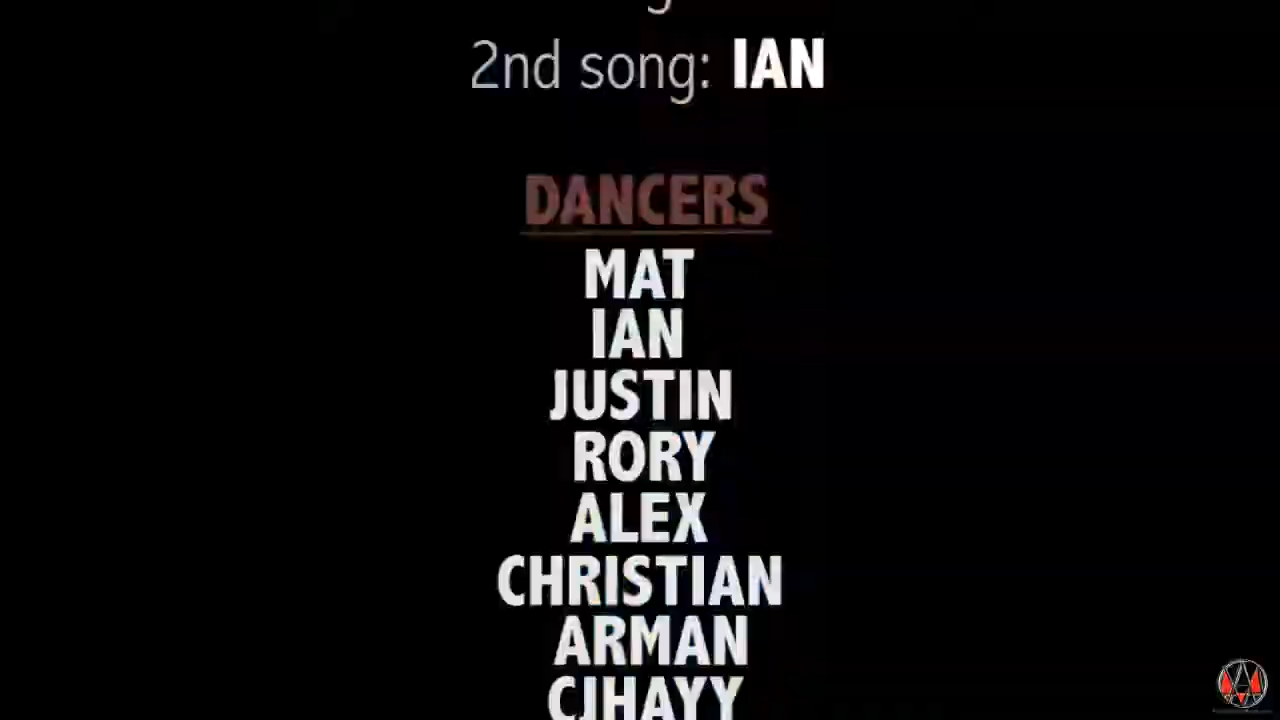 2nd song: IAN
DANCERS
MAT
IAN
JUSTIN
RORY
ALEX
CHRISTIAN
ARMAN
CJHAYY